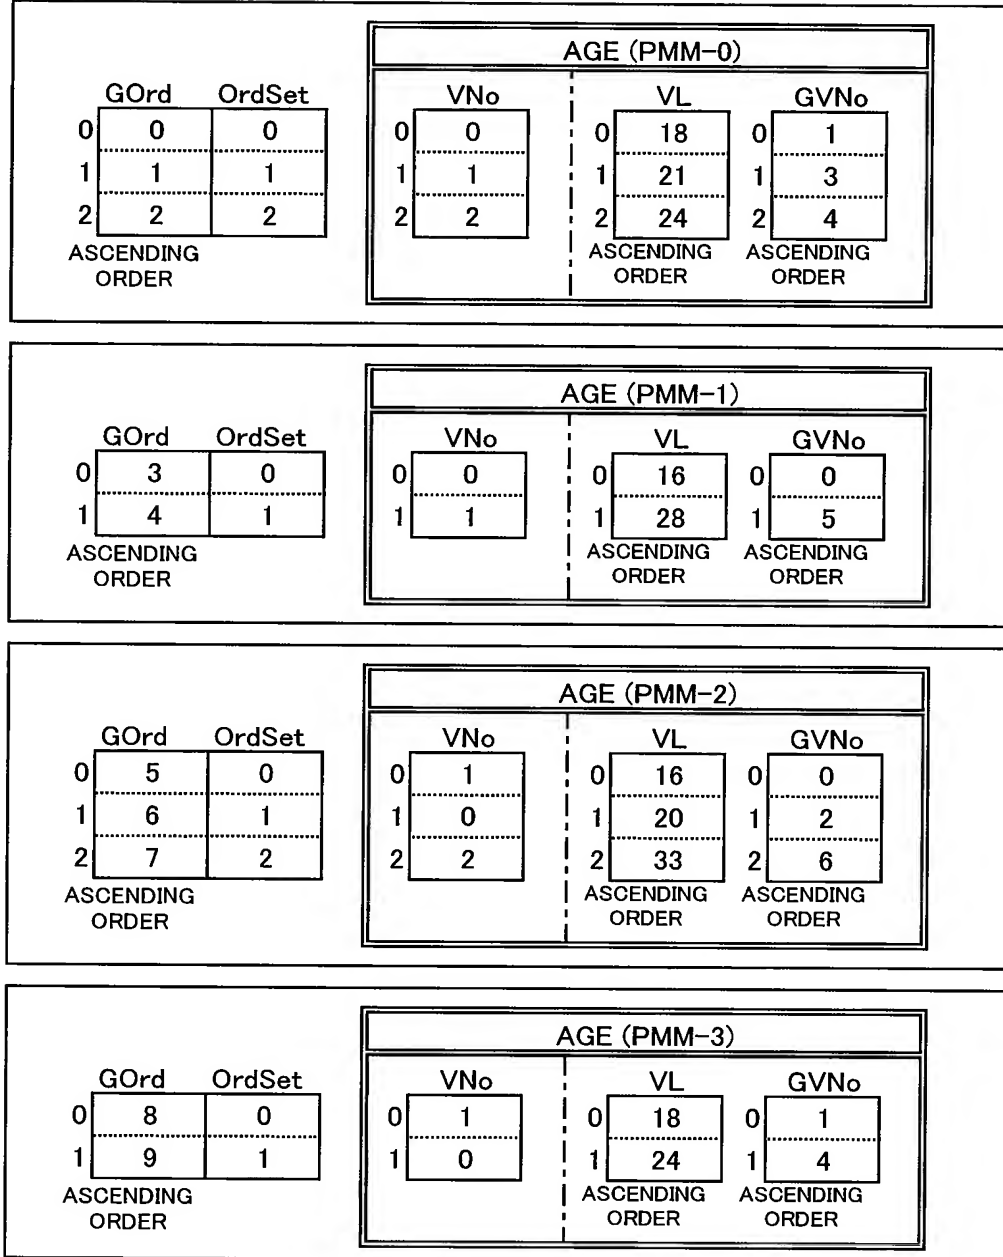 AGE (PMM-0)
GOrd OrdSet VNo VL GVNo
0 0 0 0 0 0 18 0 1
1 1 1 1 1 1 21 1 3
2 2 2 2 2 2 24 2 4
ASCENDING ASCENDING ASCENDING
ORDER ORDER ORDER
AGE (PMM-1)
GOrd OrdSet VNo VL GVNo
0 3 0 0 0 0 16 0 0
1 4 1 1 1 1 28 1 5
ASCENDING ASCENDING ASCENDING
ORDER ORDER ORDER
AGE (PMM-2)
GOrd OrdSet VNo VL GVNo
0 5 0 0 1 0 16 0 0
1 6 1 1 0 1 20 1 2
2 7 2 2 2 2 33 2 6
ASCENDING ASCENDING ASCENDING
ORDER ORDER ORDER
AGE (PMM-3)
GOrd OrdSet VNo VL GVNo
0 8 0 0 1 0 18 0 1
1 9 1 1 0 1 24 1 4
ASCENDING ASCENDING ASCENDING
ORDER ORDER ORDER